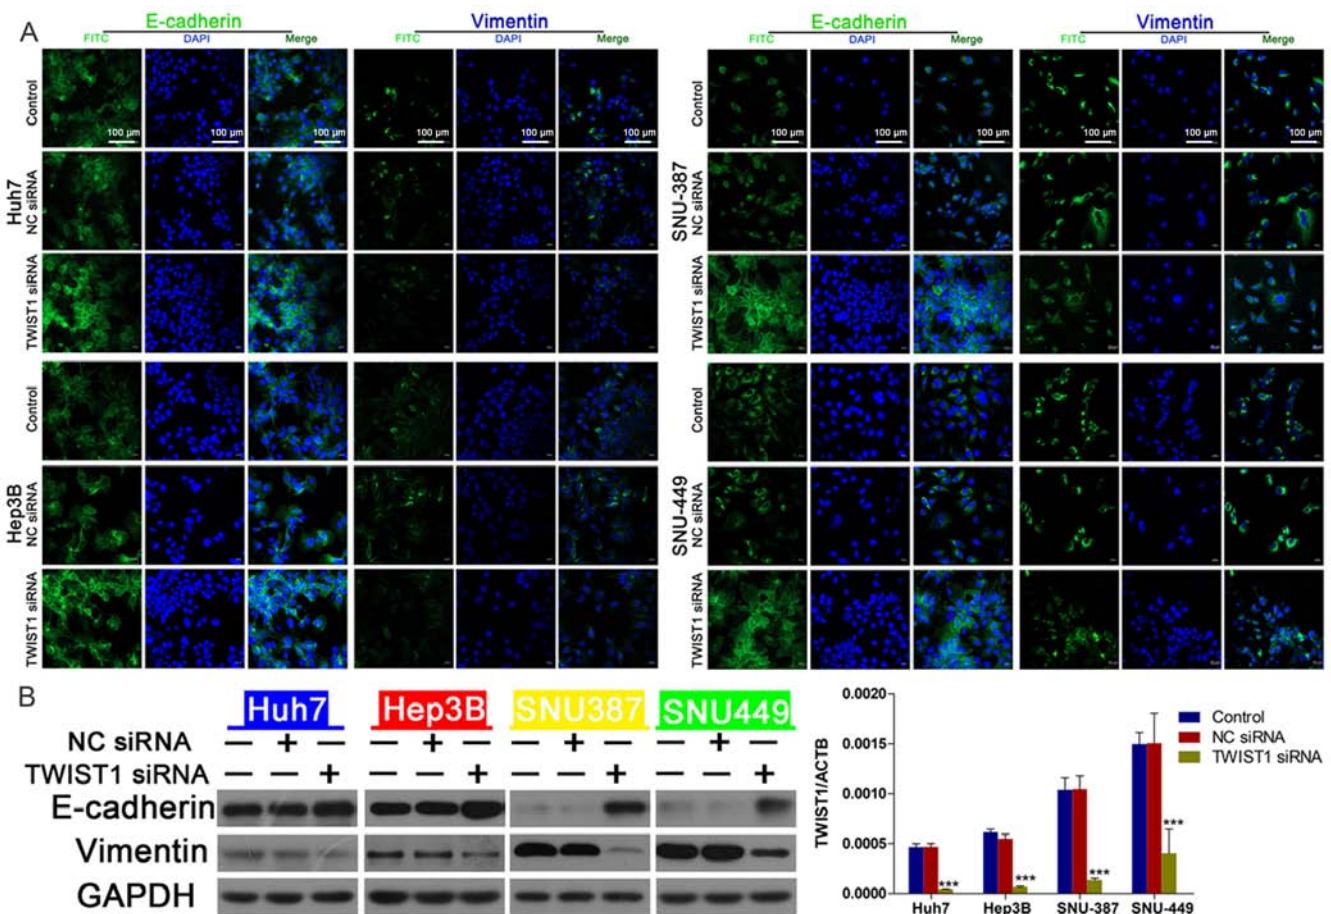 A
E-cadherin Vimentin E-cadherin Vimentin
FITC DAPI Merge FITC DAPI Merge FITC DAPI Merge FITC DAPI Merge
Huh7
Control
100 μm 100 μm 100 μm 100 μm 100 μm 100 μm
NC siRNA
TWIST1 siRNA
SNU-387
Control
100 μm 100 μm 100 μm 100 μm 100 μm 100 μm
NC siRNA
TWIST1 siRNA
Hep3B
Control
NC siRNA
TWIST1 siRNA
SNU-449
Control
NC siRNA
TWIST1 siRNA
B
Huh7 Hep3B SNU387 SNU449
NC siRNA — + — — + — — + — — + —
TWIST1 siRNA — — + — — + — — + — — +
E-cadherin
Vimentin
GAPDH
TWIST1/ACTB
0.0020
0.0015
0.0010
0.0005
0.0000
Control
NC siRNA
TWIST1 siRNA
*** *** *** ***
Huh7 Hep3B SNU-387 SNU-449